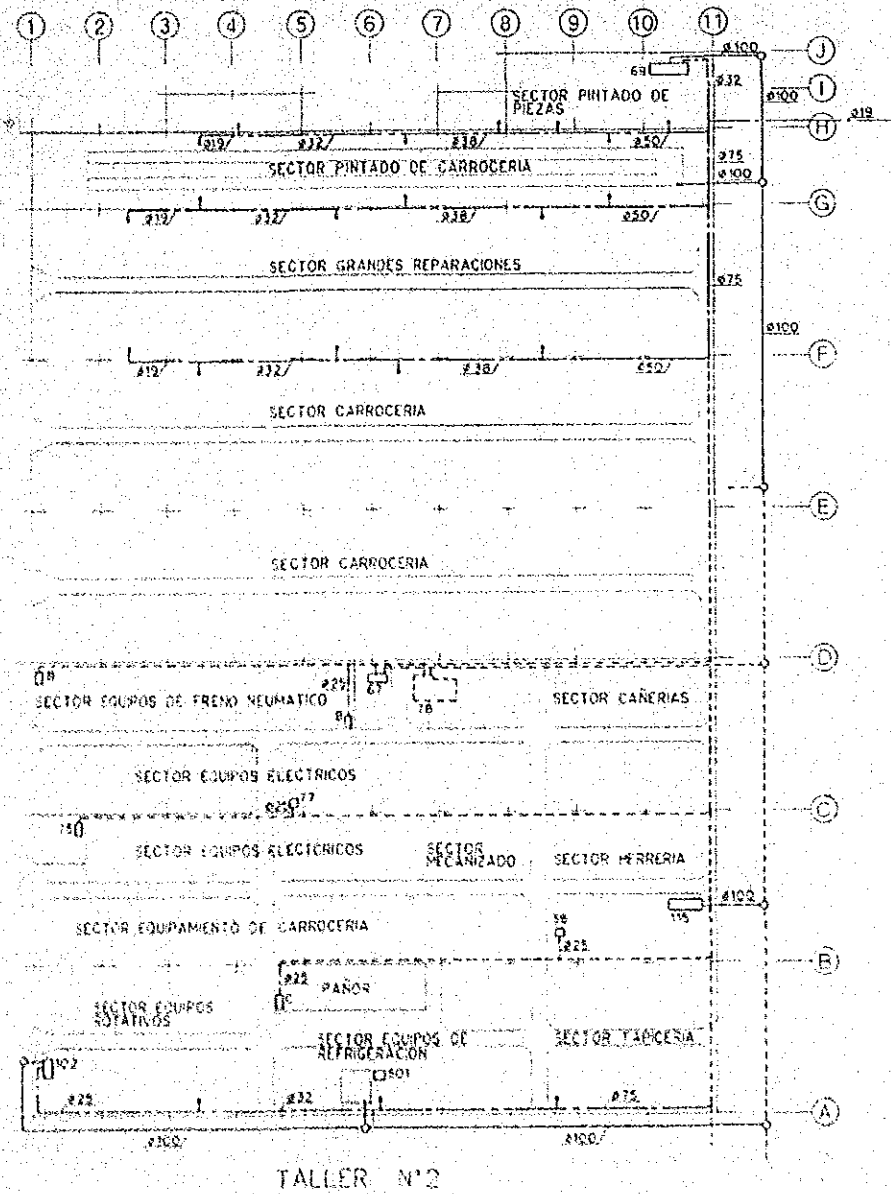 1 2 3 4 5 6 7 8 9 10 11
ø100
J
69
ø32
I
SECTOR PINTADO DE
PIEZAS
ø100
ø19
H
ø19/ ø32/ ø38/ ø50/
ø75
SECTOR PINTADO DE CARROCERIA
ø100
G
ø19/ ø32/ ø38/ ø50/
SECTOR GRANDES REPARACIONES
ø75
ø100
F
ø19/ ø32/ ø38/ ø50/
SECTOR CARROCERIA
E
SECTOR CARROCERIA
D
ø25
67
SECTOR EQUIPOS DE FRENO NEUMATICO
SECTOR CAÑERIAS
78
SECTOR EQUIPOS ELECTRICOS
77
C
SECTOR EQUIPOS ELECTCRICOS
SECTOR
MECANIZADO
SECTOR HERRERIA
ø100
115
SECTOR EQUIPAMIENTO DE CARROCERIA
ø25
B
ø25
PAÑOR
SECTOR EQUIPOS
ROTATIVOS
SECTOR EQUIPOS DE
REFRIGERACION
SECTOR TAPICERIA
102
501
ø25 ø32 ø75
A
ø100/ ø100/
TALLER Nº2